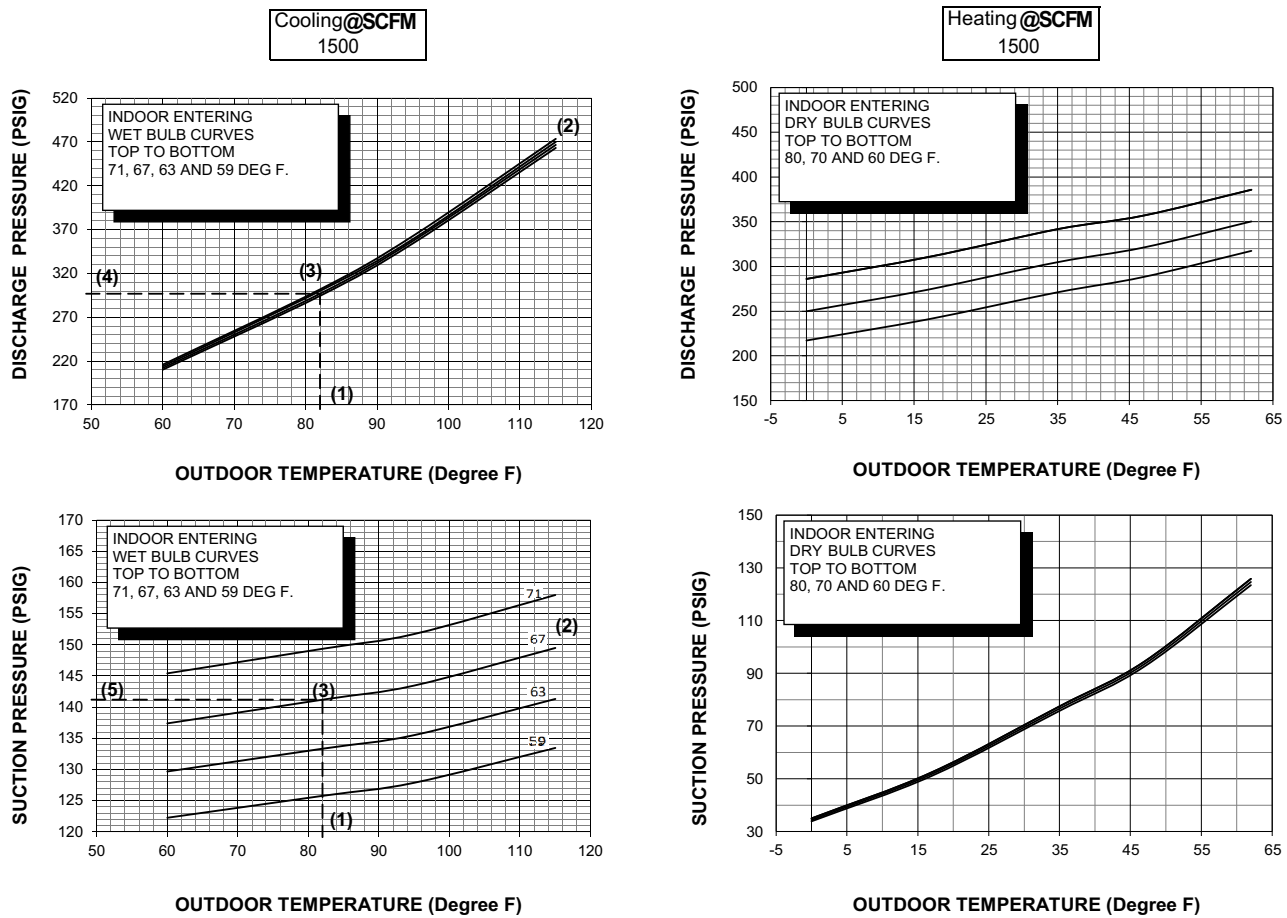 Cooling@SCFM
1500
Heating@SCFM
1500
DISCHARGE PRESSURE (PSIG)
520
470
420
370
320
270
220
170
INDOOR ENTERING
WET BULB CURVES
TOP TO BOTTOM
71, 67, 63 AND 59 DEG F.
(2)
(3)
(4)
(1)
50 60 70 80 90 100 110 120
OUTDOOR TEMPERATURE (Degree F)
DISCHARGE PRESSURE (PSIG)
500
450
400
350
300
250
200
150
INDOOR ENTERING
DRY BULB CURVES
TOP TO BOTTOM
80, 70 AND 60 DEG F.
-5 5 15 25 35 45 55 65
OUTDOOR TEMPERATURE (Degree F)
SUCTION PRESSURE (PSIG)
170
165
160
155
150
145
140
135
130
125
120
INDOOR ENTERING
WET BULB CURVES
TOP TO BOTTOM
71, 67, 63 AND 59 DEG F.
71
(2)
67
(5)
(3)
63
59
(1)
50 60 70 80 90 100 110 120
OUTDOOR TEMPERATURE (Degree F)
SUCTION PRESSURE (PSIG)
150
130
110
90
70
50
30
INDOOR ENTERING
DRY BULB CURVES
TOP TO BOTTOM
80, 70 AND 60 DEG F.
-5 5 15 25 35 45 55 65
OUTDOOR TEMPERATURE (Degree F)